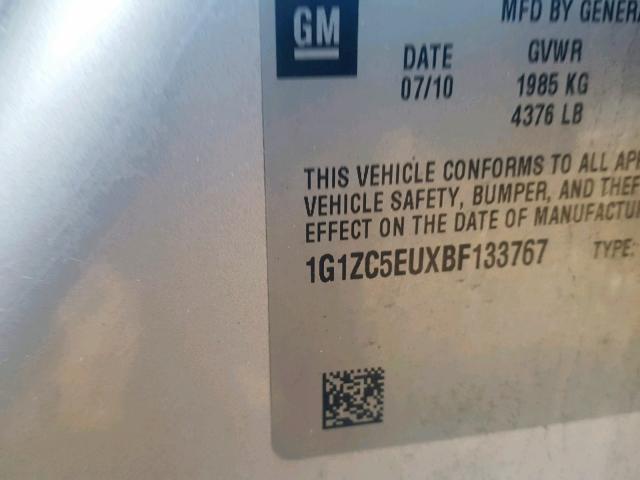 GM
MFD BY GENERA
DATE GVWR
07/10 1985 KG
4376 LB
THIS VEHICLE CONFORMS TO ALL APP
VEHICLE SAFETY, BUMPER, AND THEF
EFFECT ON THE DATE OF MANUFACTU
1G1ZC5EUXBF133767 TYPE: